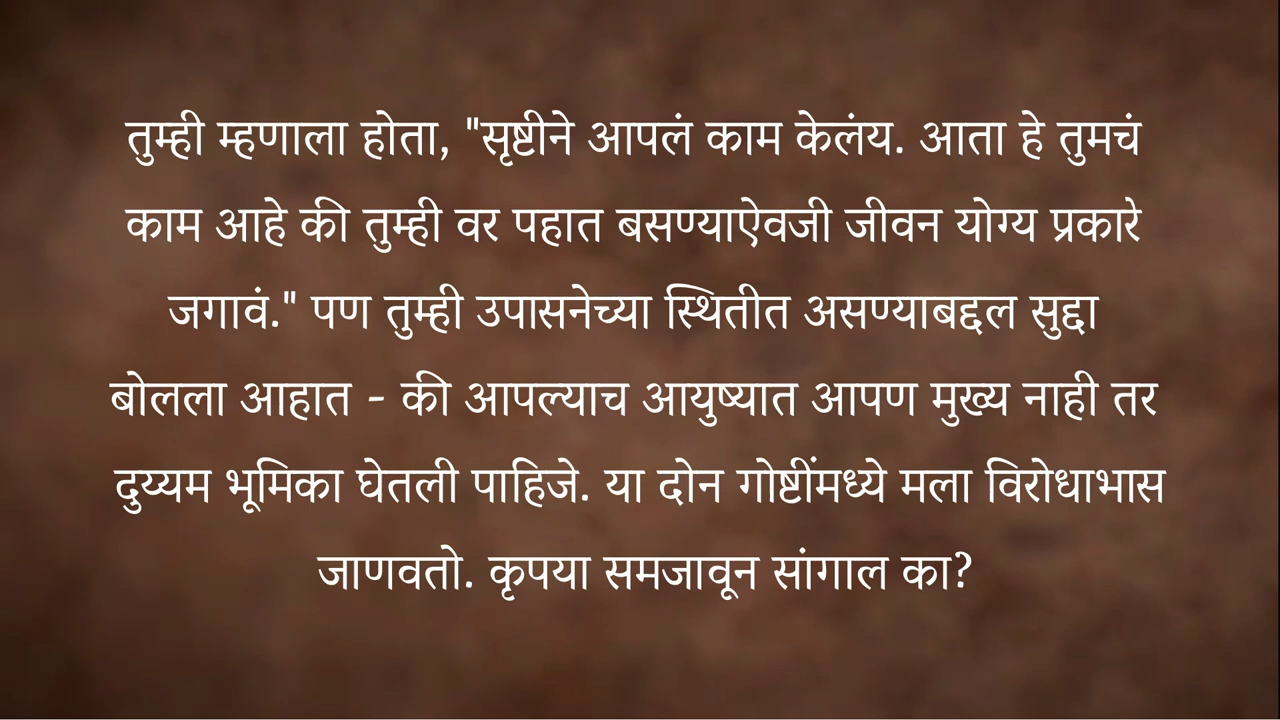 तुम्ही म्हणाला होता, "सृष्टीने आपलं काम केलंय. आता हे तुमचं
काम आहे की तुम्ही वर पहात बसण्याऐवजी जीवन योग्य प्रकारे
जगावं." पण तुम्ही उपासनेच्या स्थितीत असण्याबद्दल सुद्दा
बोलला आहात - की आपल्याच आयुष्यात आपण मुख्य नाही तर
दुय्यम भूमिका घेतली पाहिजे. या दोन गोष्टींमध्ये मला विरोधाभास
जाणवतो. कृपया समजावून सांगाल का?